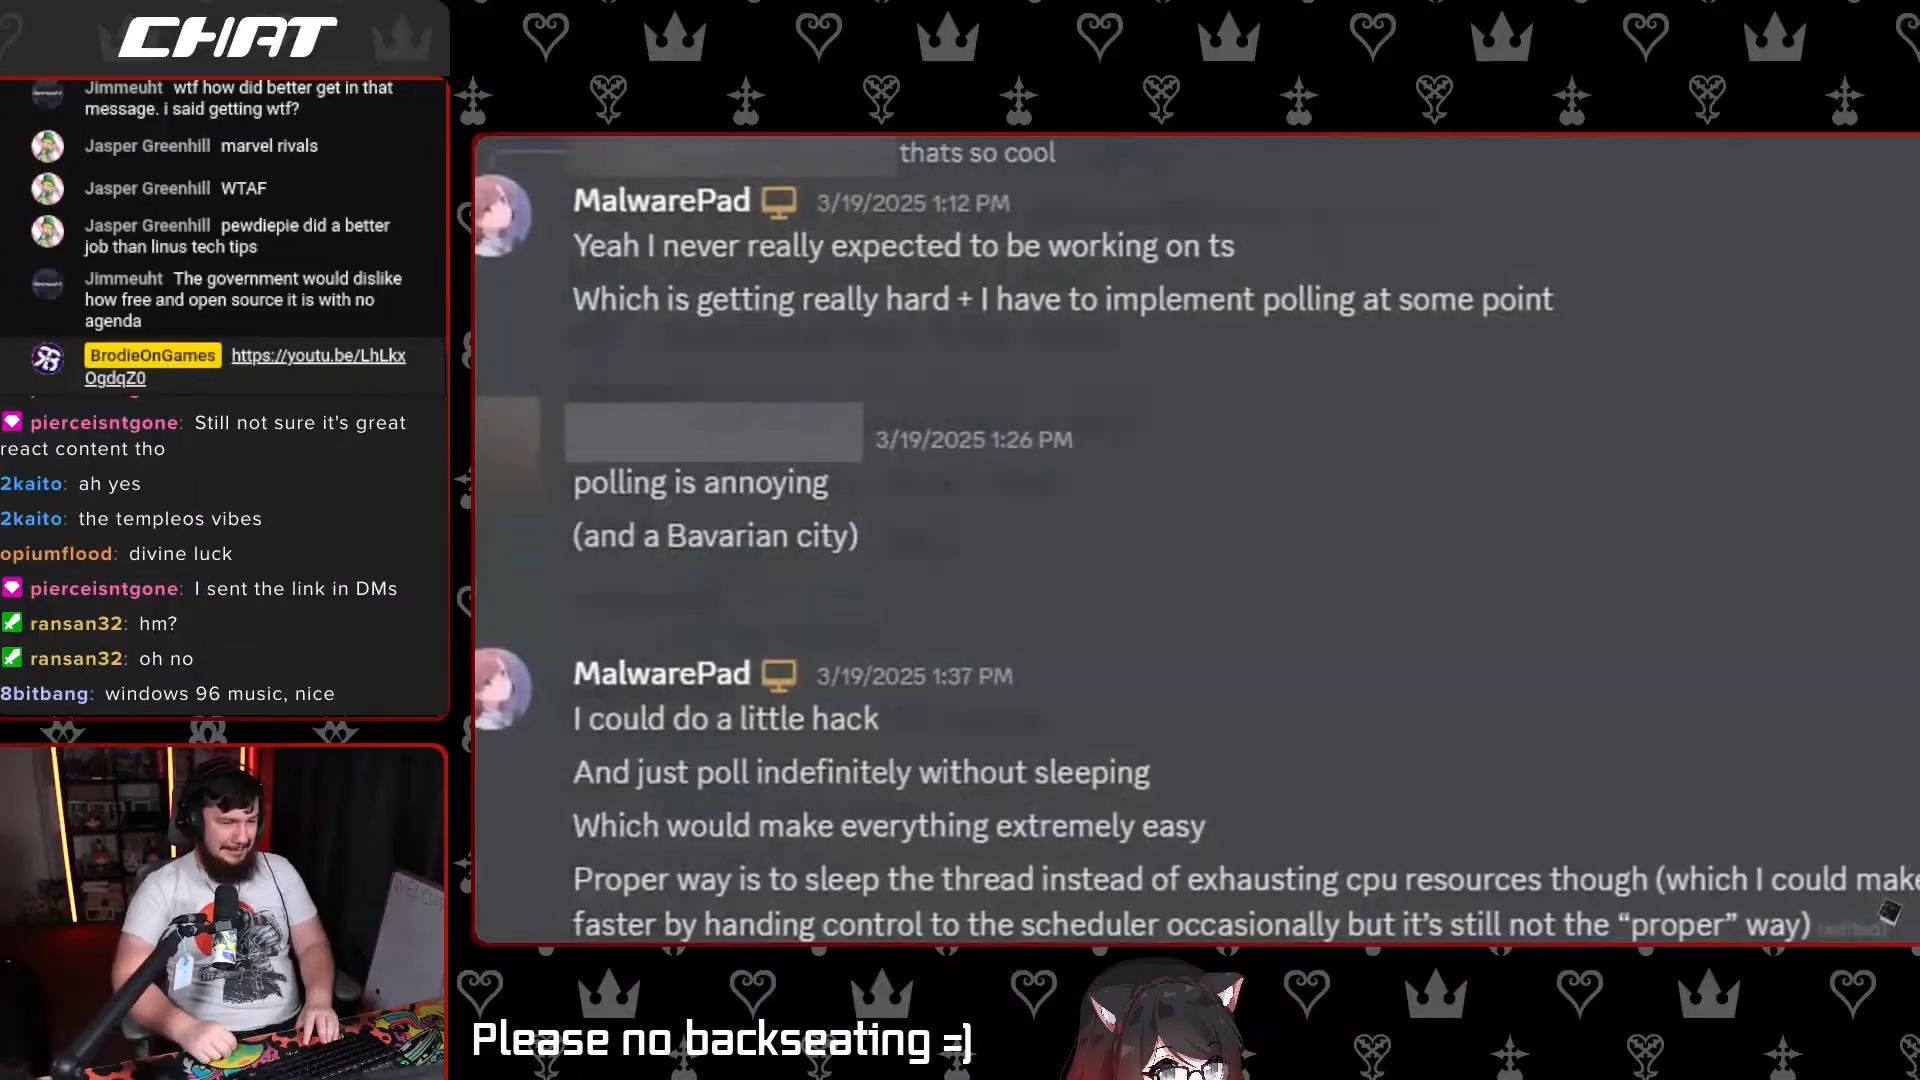 CHAT
Jimmeuht wtf how did better get in that
message. i said getting wtf?
Jasper Greenhill marvel rivals
Jasper Greenhill WTAF
Jasper Greenhill pewdiepie did a better
job than linus tech tips
Jimmeuht The government would dislike
how free and open source it is with no
agenda
BrodieOnGames https://youtu.be/LhLkx
OgdqZ0
pierceisntgone: Still not sure it's great
react content tho
2kaito: ah yes
2kaito: the templeos vibes
opiumflood: divine luck
pierceisntgone: I sent the link in DMs
ransan32: hm?
ransan32: oh no
8bitbang: windows 96 music, nice
thats so cool
MalwarePad 3/19/2025 1:12 PM
Yeah I never really expected to be working on ts
Which is getting really hard + I have to implement polling at some point
3/19/2025 1:26 PM
polling is annoying
(and a Bavarian city)
MalwarePad 3/19/2025 1:37 PM
I could do a little hack
And just poll indefinitely without sleeping
Which would make everything extremely easy
Proper way is to sleep the thread instead of exhausting cpu resources though (which I could make
faster by handing control to the scheduler occasionally but it's still not the “proper” way) (edited)
Please no backseating =)